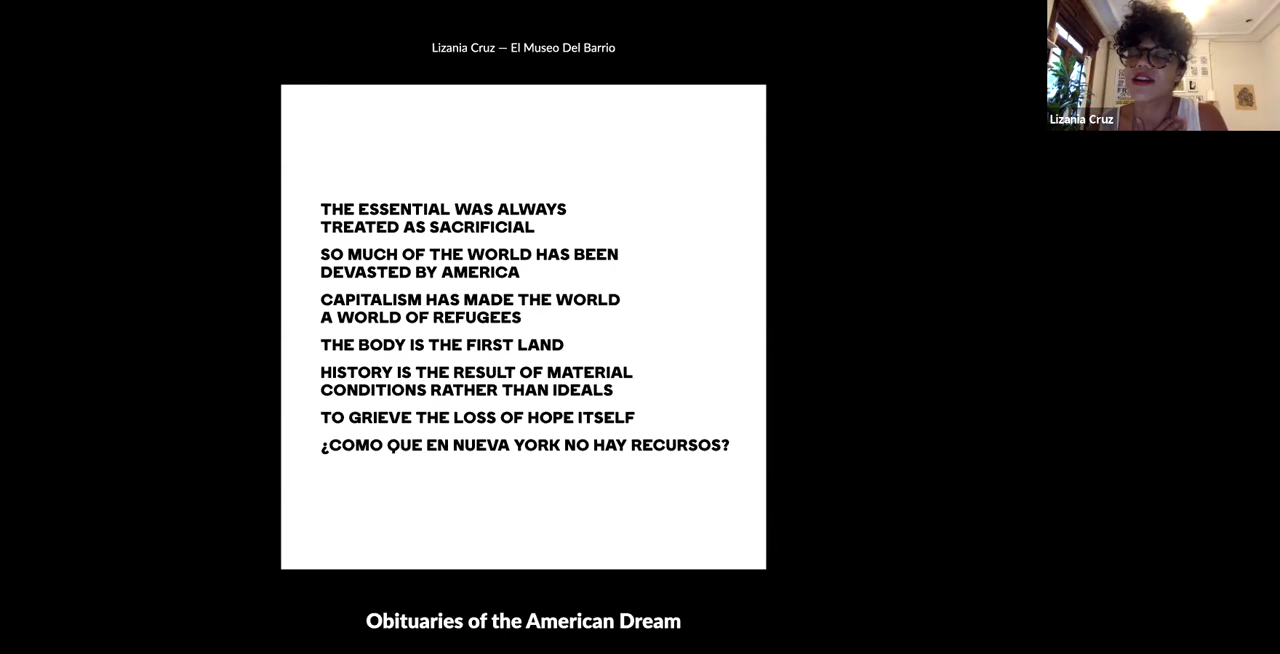 Lizania Cruz — El Museo Del Barrio
Lizania Cruz
THE ESSENTIAL WAS ALWAYS
TREATED AS SACRIFICIAL
SO MUCH OF THE WORLD HAS BEEN
DEVASTED BY AMERICA
CAPITALISM HAS MADE THE WORLD
A WORLD OF REFUGEES
THE BODY IS THE FIRST LAND
HISTORY IS THE RESULT OF MATERIAL
CONDITIONS RATHER THAN IDEALS
TO GRIEVE THE LOSS OF HOPE ITSELF
¿COMO QUE EN NUEVA YORK NO HAY RECURSOS?
Obituaries of the American Dream